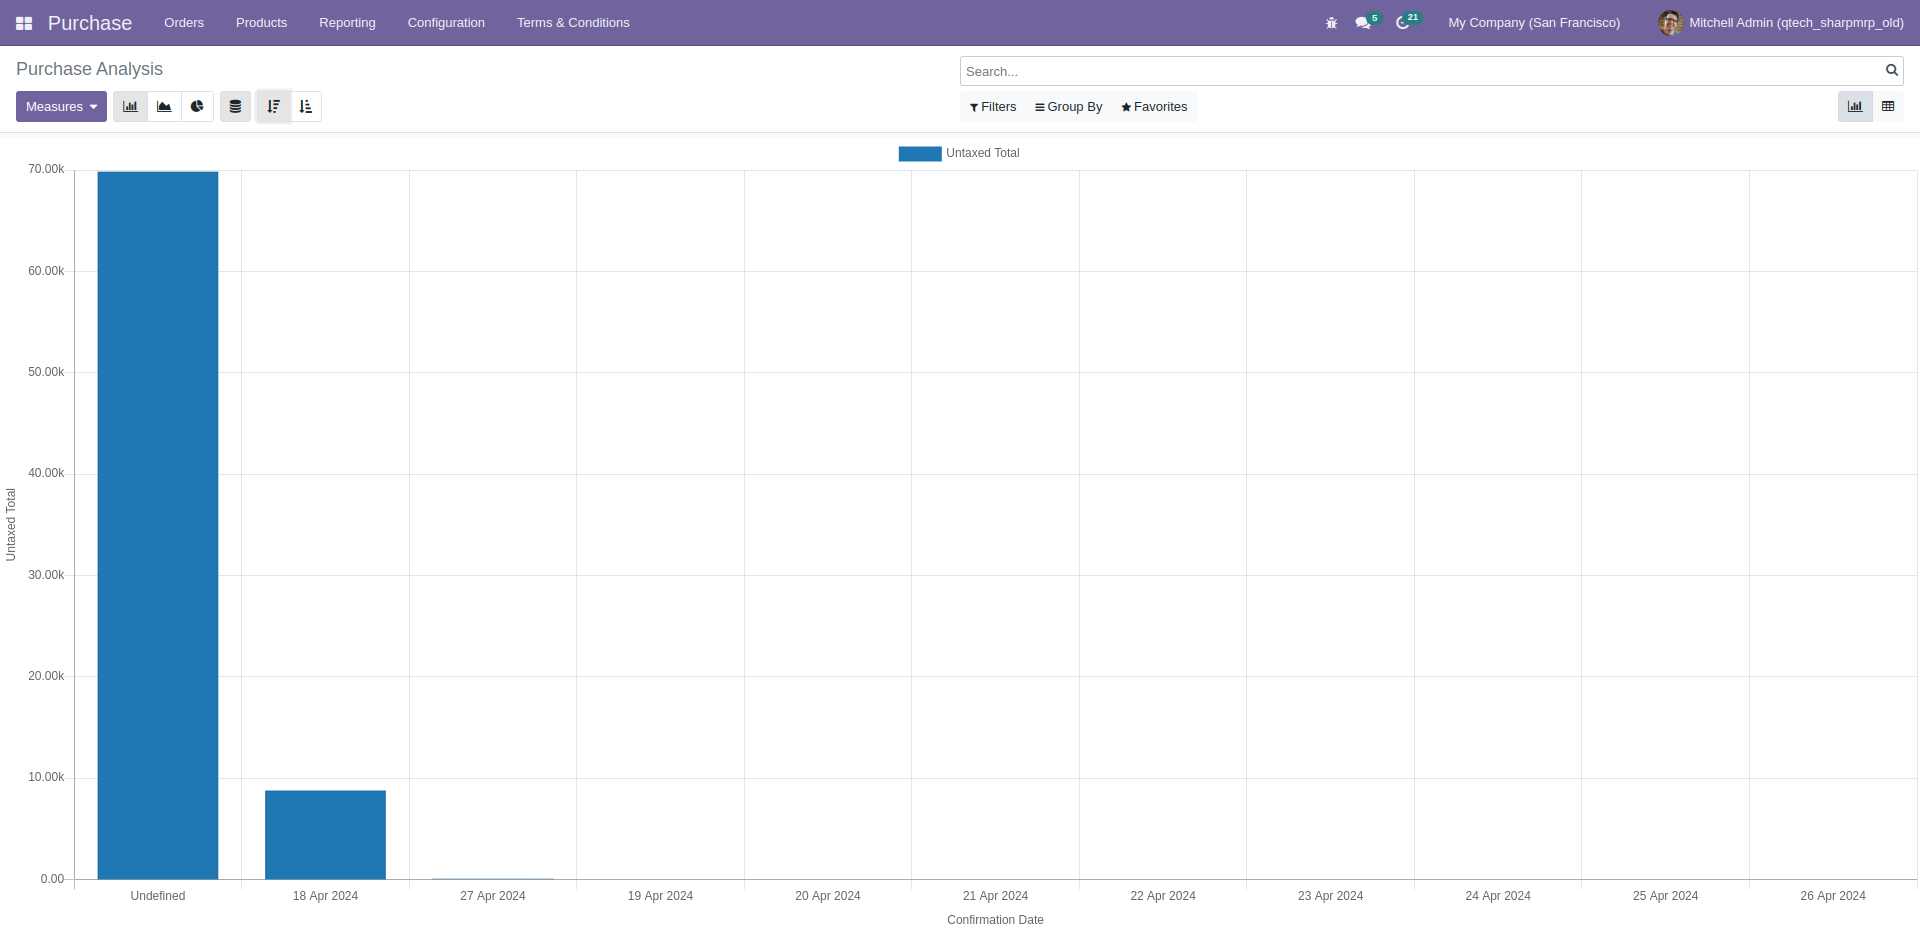 Purchase Orders Products Reporting Configuration Terms & Conditions 5 21 My Company (San Francisco) Mitchell Admin (qtech_sharpmrp_old)
Purchase Analysis
Search...
Measures Filters Group By Favorites
Untaxed Total
70.00k
60.00k
50.00k
40.00k
30.00k
20.00k
10.00k
0.00
Untaxed Total
Undefined 18 Apr 2024 27 Apr 2024 19 Apr 2024 20 Apr 2024 21 Apr 2024 22 Apr 2024 23 Apr 2024 24 Apr 2024 25 Apr 2024 26 Apr 2024
Confirmation Date